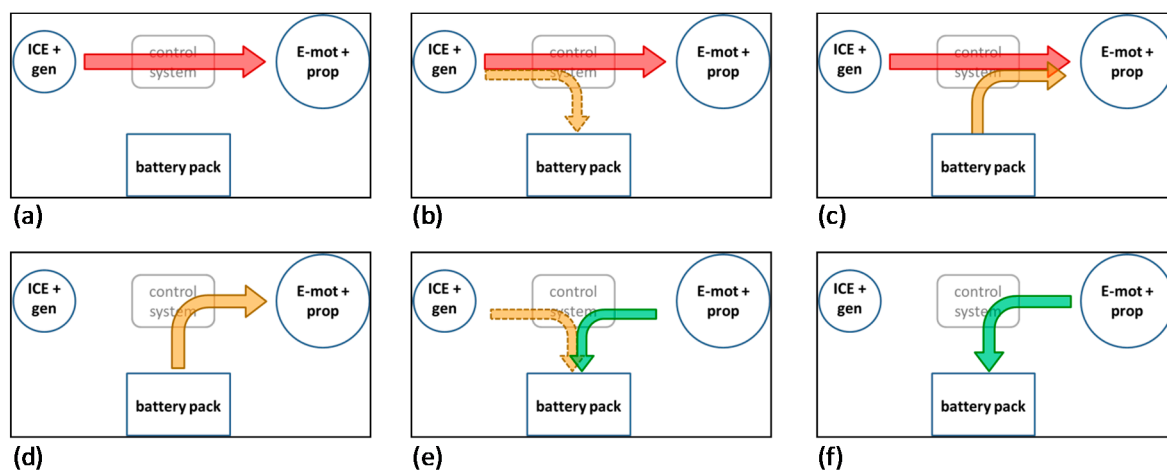 ICE +
gen
control
system
E-mot +
prop
battery pack
(a)
ICE +
gen
control
system
E-mot +
prop
battery pack
(b)
ICE +
gen
control
system
E-mot +
prop
battery pack
(c)
ICE +
gen
control
system
E-mot +
prop
battery pack
(d)
ICE +
gen
control
system
E-mot +
prop
battery pack
(e)
ICE +
gen
control
system
E-mot +
prop
battery pack
(f)